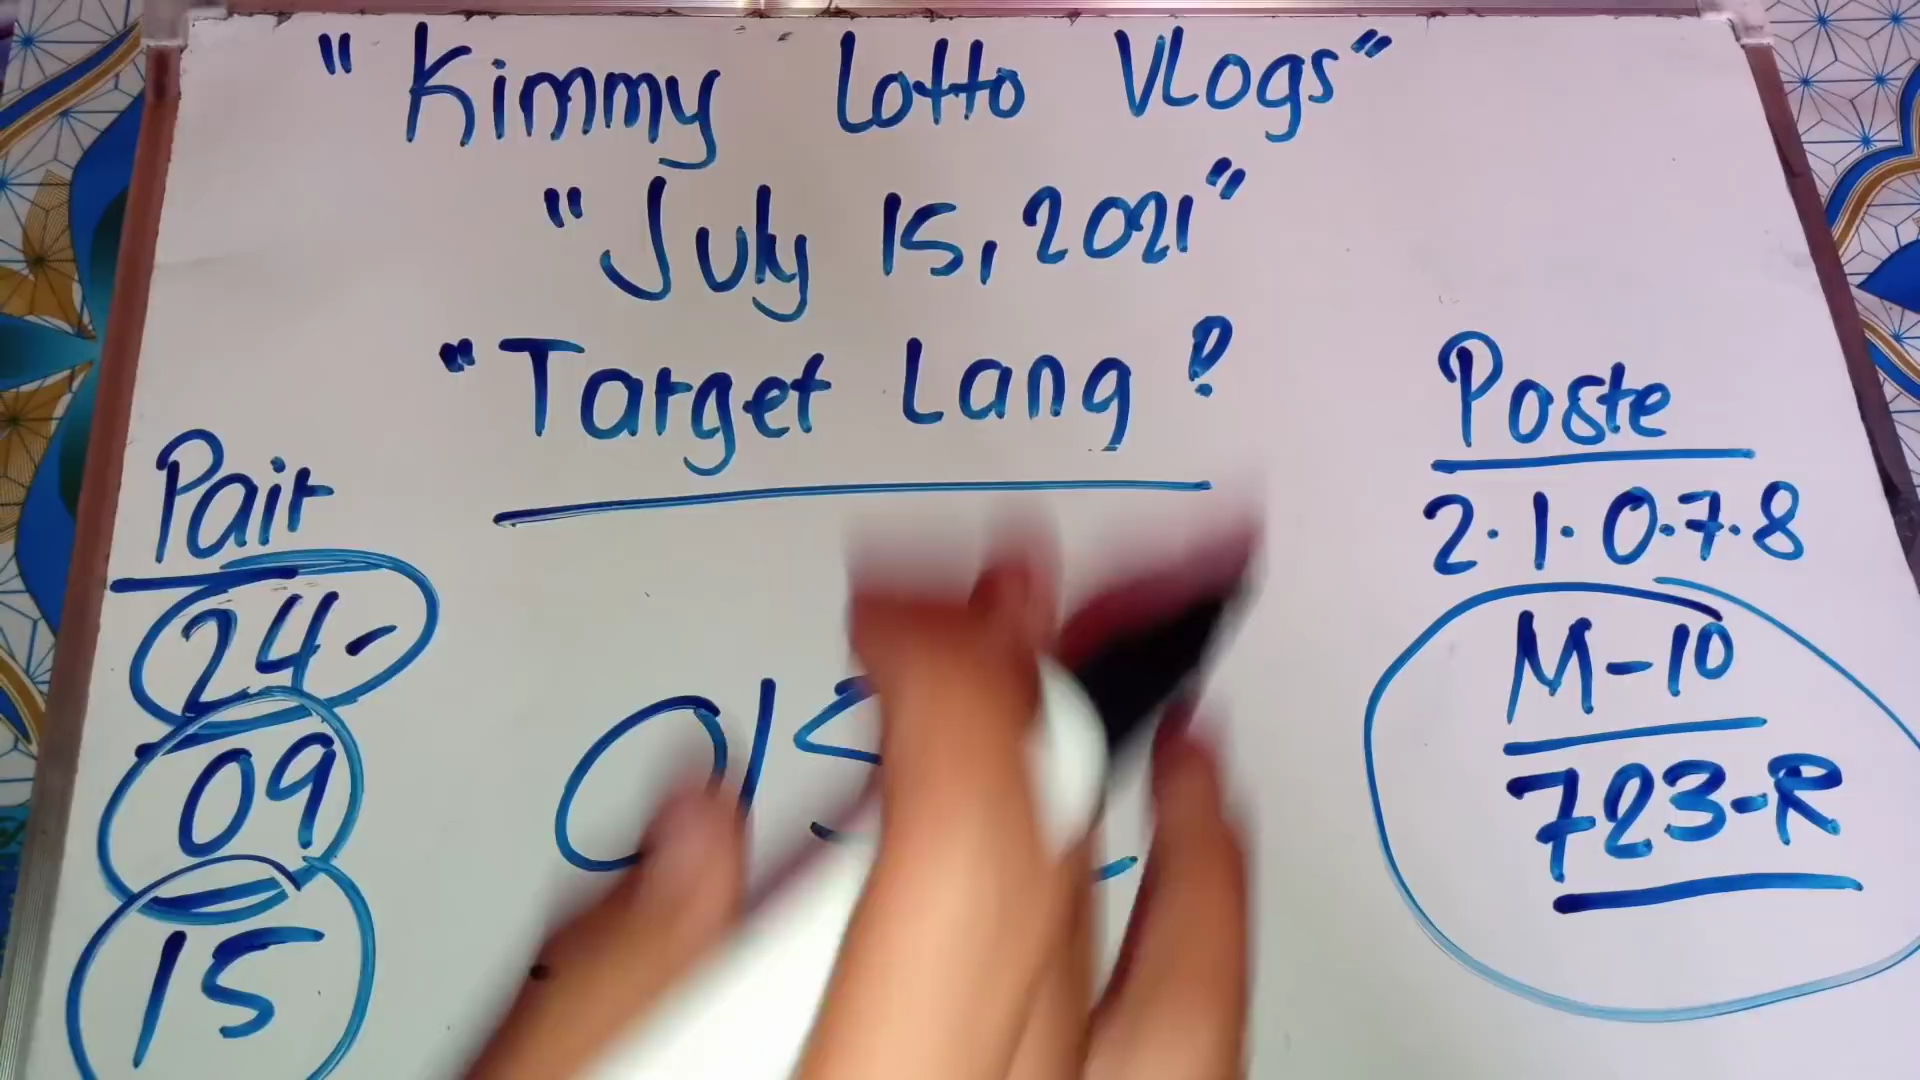 "Kimmy Lotto Vlogs"
"July 15, 2021"
"Target Lang?
Pair
24-
09
15
Poste
2.1.0.7.8
M-10
723-R
015